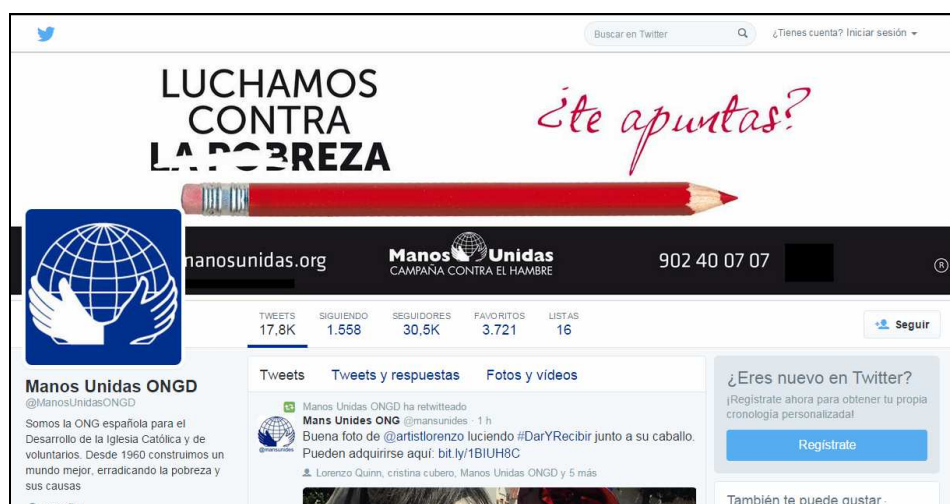 Buscar en Twitter
¿Tienes cuenta? Iniciar sesión
LUCHAMOS
CONTRA
LA POBREZA
¿te apuntas?
manosunidas.org
Manos Unidas
CAMPAÑA CONTRA EL HAMBRE
902 40 07 07
®
TWEETS
17,8K
SIGUIENDO
1.558
SEGUIDORES
30,5K
FAVORITOS
3.721
LISTAS
16
Seguir
Manos Unidas ONGD
@ManosUnidasONGD
Somos la ONG española para el
Desarrollo de la Iglesia Católica y de
voluntarios. Desde 1960 construimos un
mundo mejor, erradicando la pobreza y
sus causas
Tweets Tweets y respuestas Fotos y vídeos
Manos Unidas ONGD ha retwitteado
Mans Unides ONG @mansunides · 1 h
Buena foto de @artistlorenzo luciendo #DarYRecibir junto a su caballo.
Pueden adquirirse aquí: bit.ly/1BIUH8C
@mansunides
Lorenzo Quinn, cristina cubero, Manos Unidas ONGD y 5 más
¿Eres nuevo en Twitter?
¡Regístrate ahora para obtener tu propia
cronología personalizada!
Regístrate
También te puede gustar ·